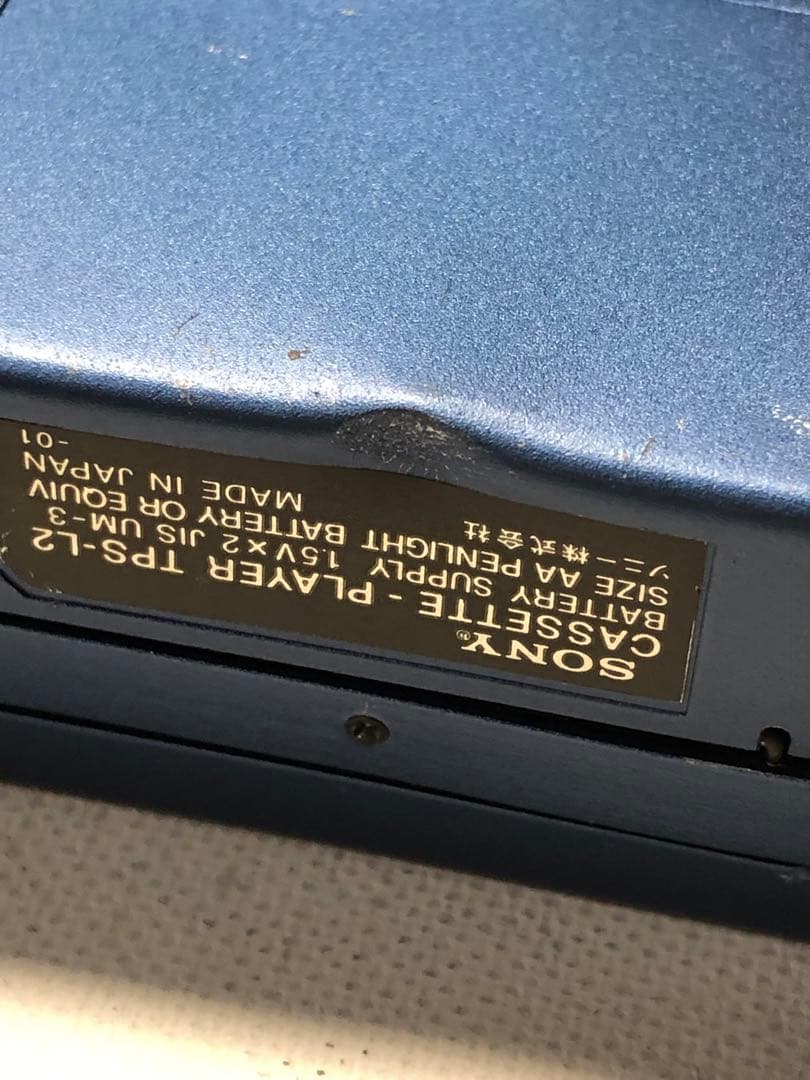 SONY®
CASSETTE-PLAYER TPS-L2
BATTERY SUPPLY 1.5V×2 JIS UM-3
SIZE AA PENLIGHT BATTERY OR EQUIV
ソニー株式会社 MADE IN JAPAN
-01